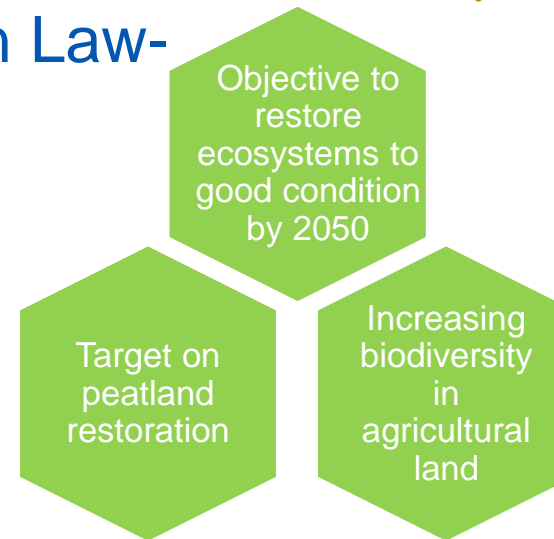 n Law-
Objective to
restore
ecosystems to
good condition
by 2050
Target on
peatland
restoration
Increasing
biodiversity
in
agricultural
land